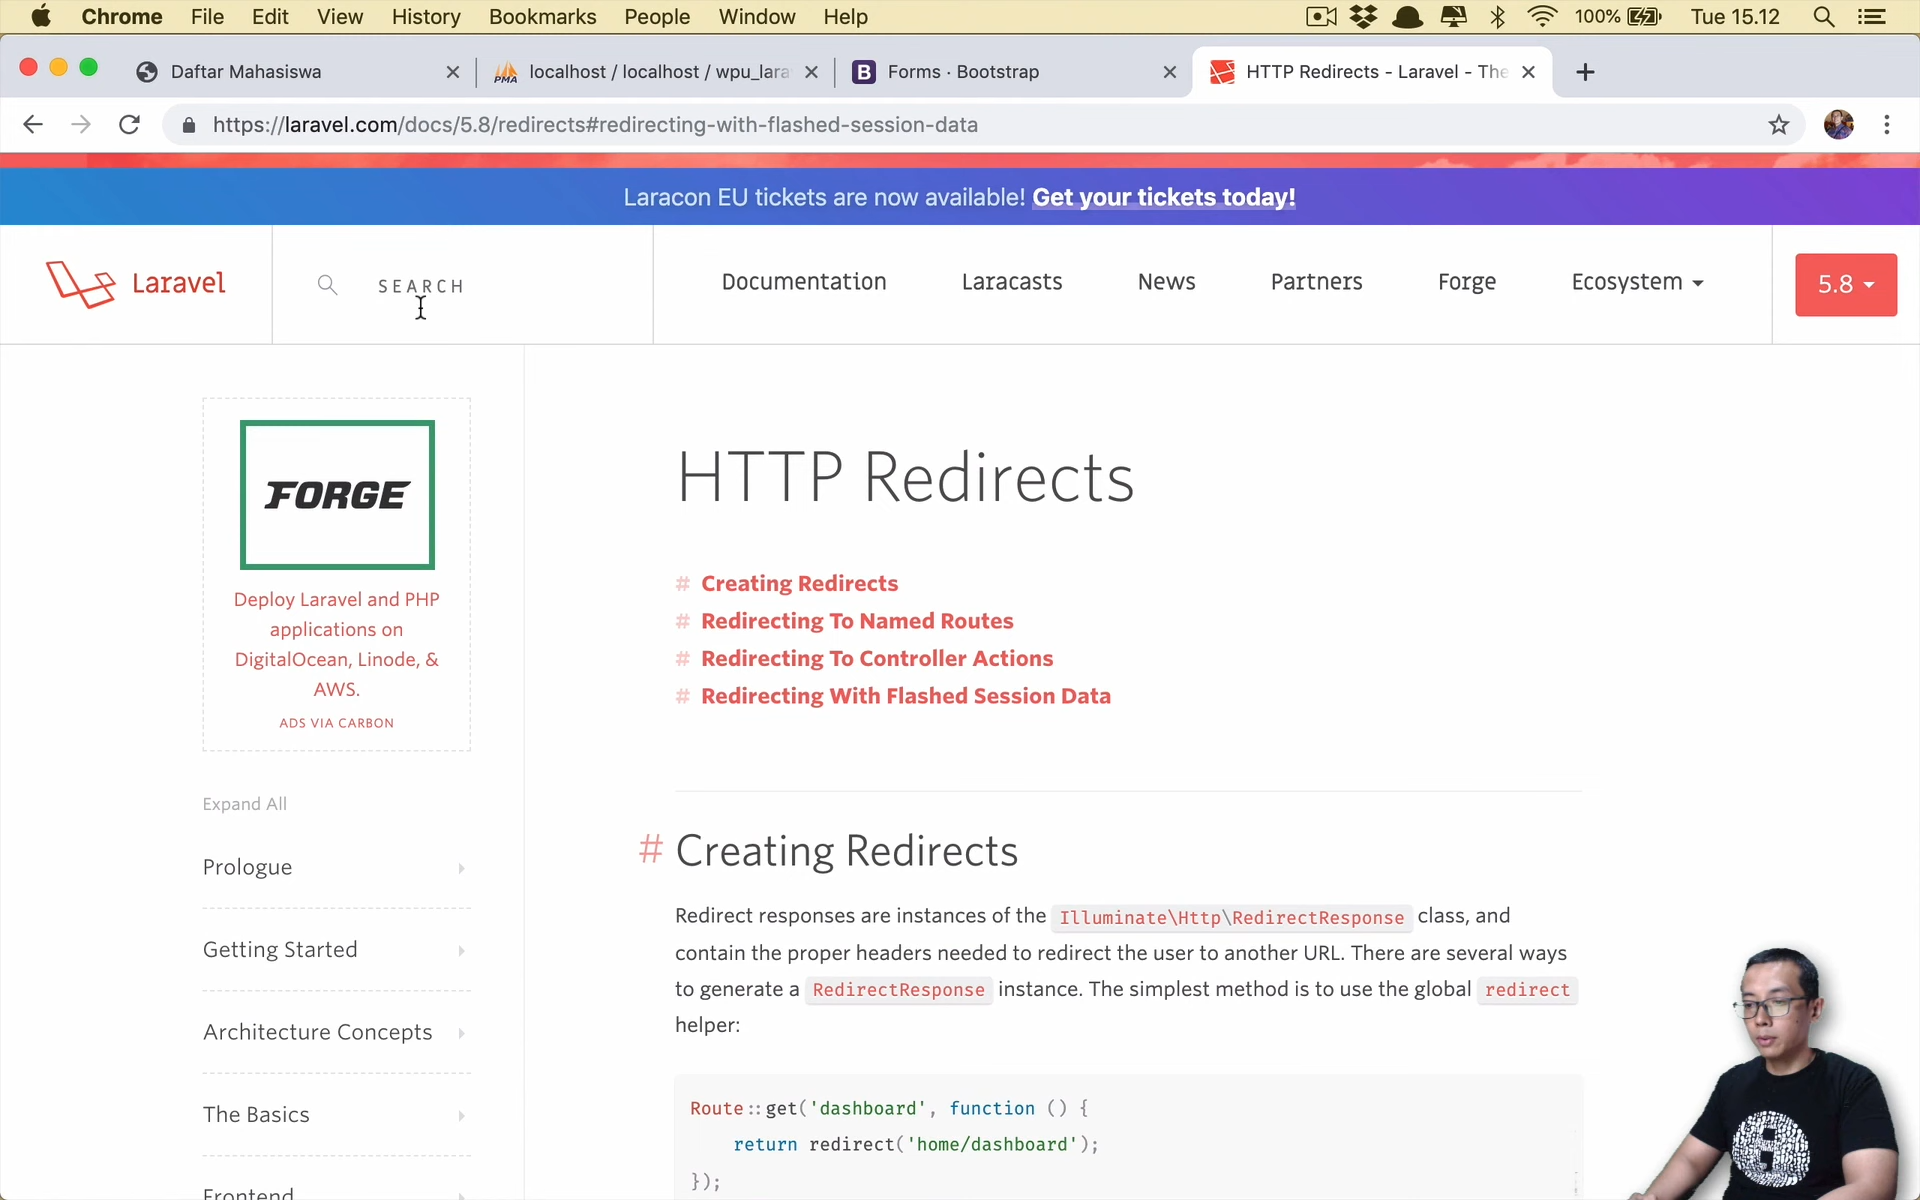 Chrome File Edit View History Bookmarks People Window Help 100% Tue 15.12
Daftar Mahasiswa
PMA localhost / localhost / wpu_lara
B Forms · Bootstrap
HTTP Redirects - Laravel - The
https://laravel.com/docs/5.8/redirects#redirecting-with-flashed-session-data
Laracon EU tickets are now available! Get your tickets today!
Laravel
SEARCH
Documentation Laracasts News Partners Forge Ecosystem
5.8
FORGE
Deploy Laravel and PHP
applications on
DigitalOcean, Linode, &
AWS.
ADS VIA CARBON
Expand All
Prologue
Getting Started
Architecture Concepts
The Basics
Frontend
HTTP Redirects
# Creating Redirects
# Redirecting To Named Routes
# Redirecting To Controller Actions
# Redirecting With Flashed Session Data
# Creating Redirects
Redirect responses are instances of the Illuminate\Http\RedirectResponse class, and
contain the proper headers needed to redirect the user to another URL. There are several ways
to generate a RedirectResponse instance. The simplest method is to use the global redirect
helper:
Route::get('dashboard', function () {
return redirect('home/dashboard');
});